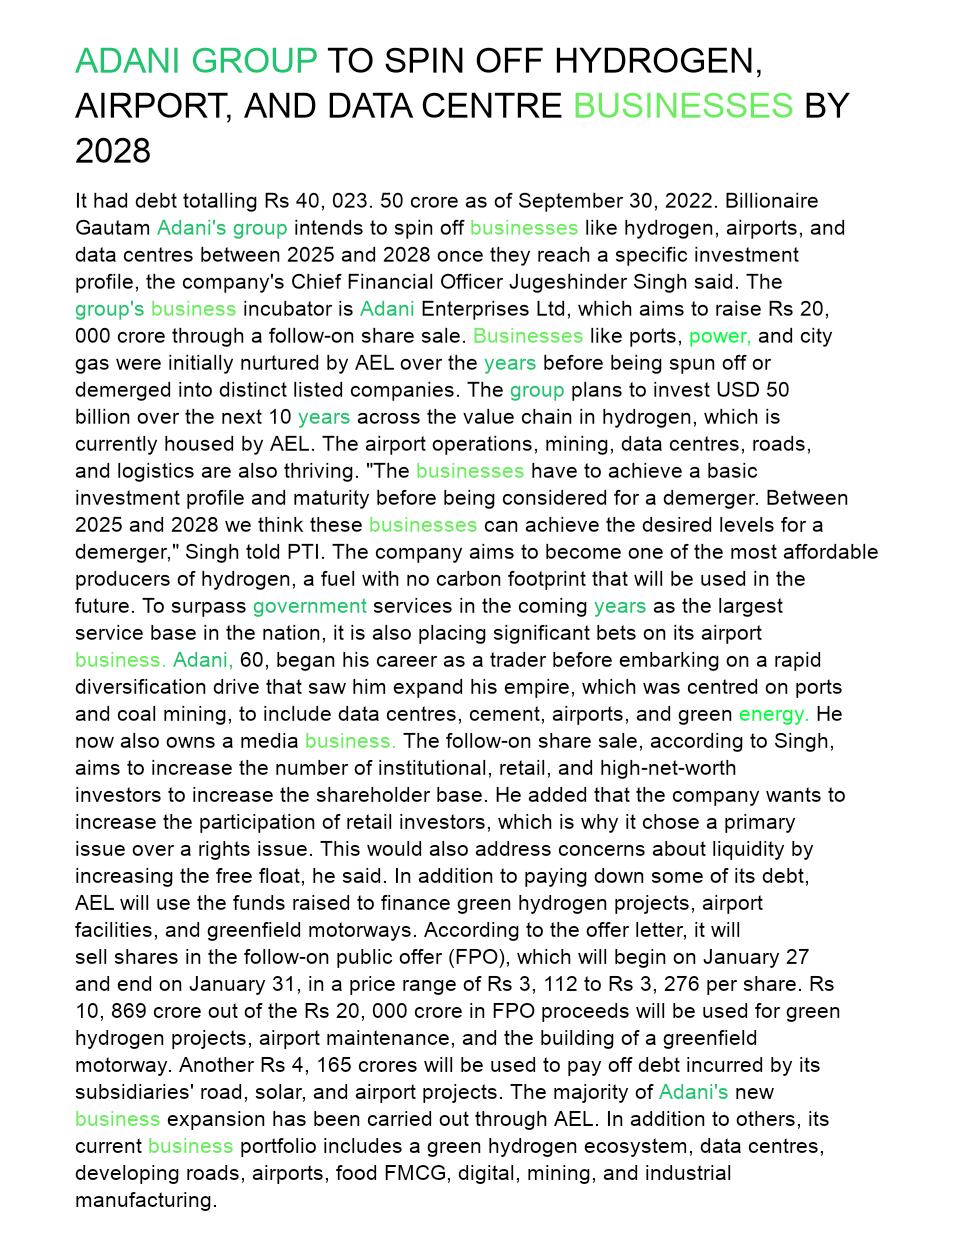 ADANI GROUP TO SPIN OFF HYDROGEN,
AIRPORT, AND DATA CENTRE BUSINESSES BY
2028
It had debt totalling Rs 40, 023. 50 crore as of September 30, 2022. Billionaire
Gautam Adani's group intends to spin off businesses like hydrogen, airports, and
data centres between 2025 and 2028 once they reach a specific investment
profile, the company's Chief Financial Officer Jugeshinder Singh said. The
group's business incubator is Adani Enterprises Ltd, which aims to raise Rs 20,
000 crore through a follow-on share sale. Businesses like ports, power, and city
gas were initially nurtured by AEL over the years before being spun off or
demerged into distinct listed companies. The group plans to invest USD 50
billion over the next 10 years across the value chain in hydrogen, which is
currently housed by AEL. The airport operations, mining, data centres, roads,
and logistics are also thriving. "The businesses have to achieve a basic
investment profile and maturity before being considered for a demerger. Between
2025 and 2028 we think these businesses can achieve the desired levels for a
demerger," Singh told PTI. The company aims to become one of the most affordable
producers of hydrogen, a fuel with no carbon footprint that will be used in the
future. To surpass government services in the coming years as the largest
service base in the nation, it is also placing significant bets on its airport
business. Adani, 60, began his career as a trader before embarking on a rapid
diversification drive that saw him expand his empire, which was centred on ports
and coal mining, to include data centres, cement, airports, and green energy. He
now also owns a media business. The follow-on share sale, according to Singh,
aims to increase the number of institutional, retail, and high-net-worth
investors to increase the shareholder base. He added that the company wants to
increase the participation of retail investors, which is why it chose a primary
issue over a rights issue. This would also address concerns about liquidity by
increasing the free float, he said. In addition to paying down some of its debt,
AEL will use the funds raised to finance green hydrogen projects, airport
facilities, and greenfield motorways. According to the offer letter, it will
sell shares in the follow-on public offer (FPO), which will begin on January 27
and end on January 31, in a price range of Rs 3, 112 to Rs 3, 276 per share. Rs
10, 869 crore out of the Rs 20, 000 crore in FPO proceeds will be used for green
hydrogen projects, airport maintenance, and the building of a greenfield
motorway. Another Rs 4, 165 crores will be used to pay off debt incurred by its
subsidiaries' road, solar, and airport projects. The majority of Adani's new
business expansion has been carried out through AEL. In addition to others, its
current business portfolio includes a green hydrogen ecosystem, data centres,
developing roads, airports, food FMCG, digital, mining, and industrial
manufacturing.